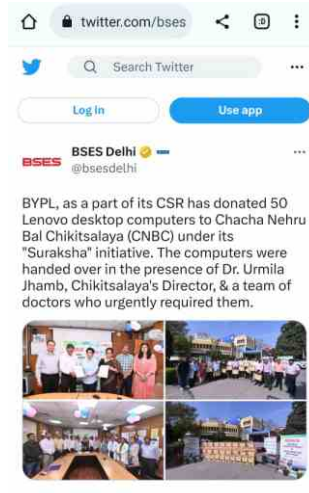 twitter.com/bses
:D
Search Twitter
Log in
Use app
BSES
BSES Delhi
@bsesdelhi
BYPL, as a part of its CSR has donated 50
Lenovo desktop computers to Chacha Nehru
Bal Chikitsalaya (CNBC) under its
"Suraksha" initiative. The computers were
handed over in the presence of Dr. Urmila
Jhamb, Chikitsalaya's Director, & a team of
doctors who urgently required them.